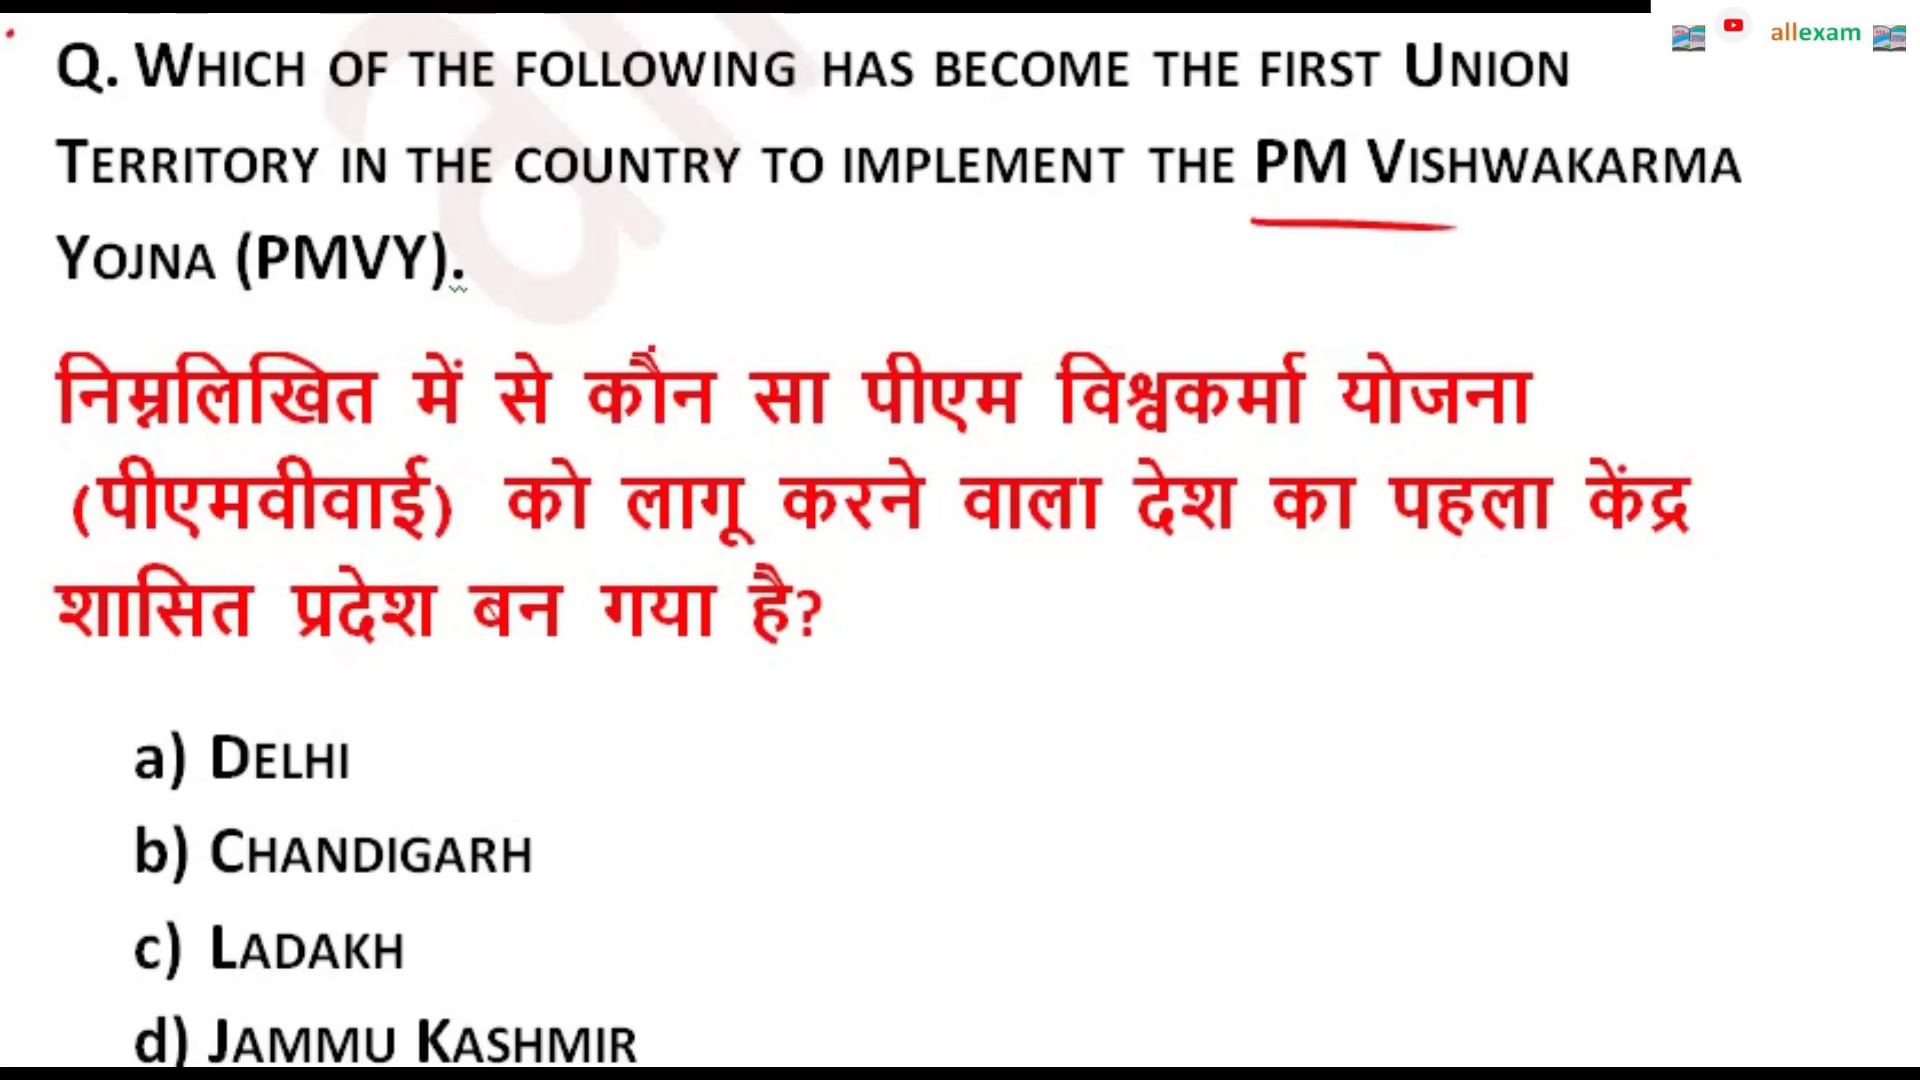 allexam
Q. WHICH OF THE FOLLOWING HAS BECOME THE FIRST UNION
TERRITORY IN THE COUNTRY TO IMPLEMENT THE PM VISHWAKARMA
YOJNA (PMVY).
निम्नलिखित में से कौंन सा पीएम विश्वकर्मा योजना
(पीएमवीवाई) को लागू करने वाला देश का पहला केंद्र
शासित प्रदेश बन गया है?
a) DELHI
b) CHANDIGARH
c) LADAKH
d) JAMMU KASHMIR